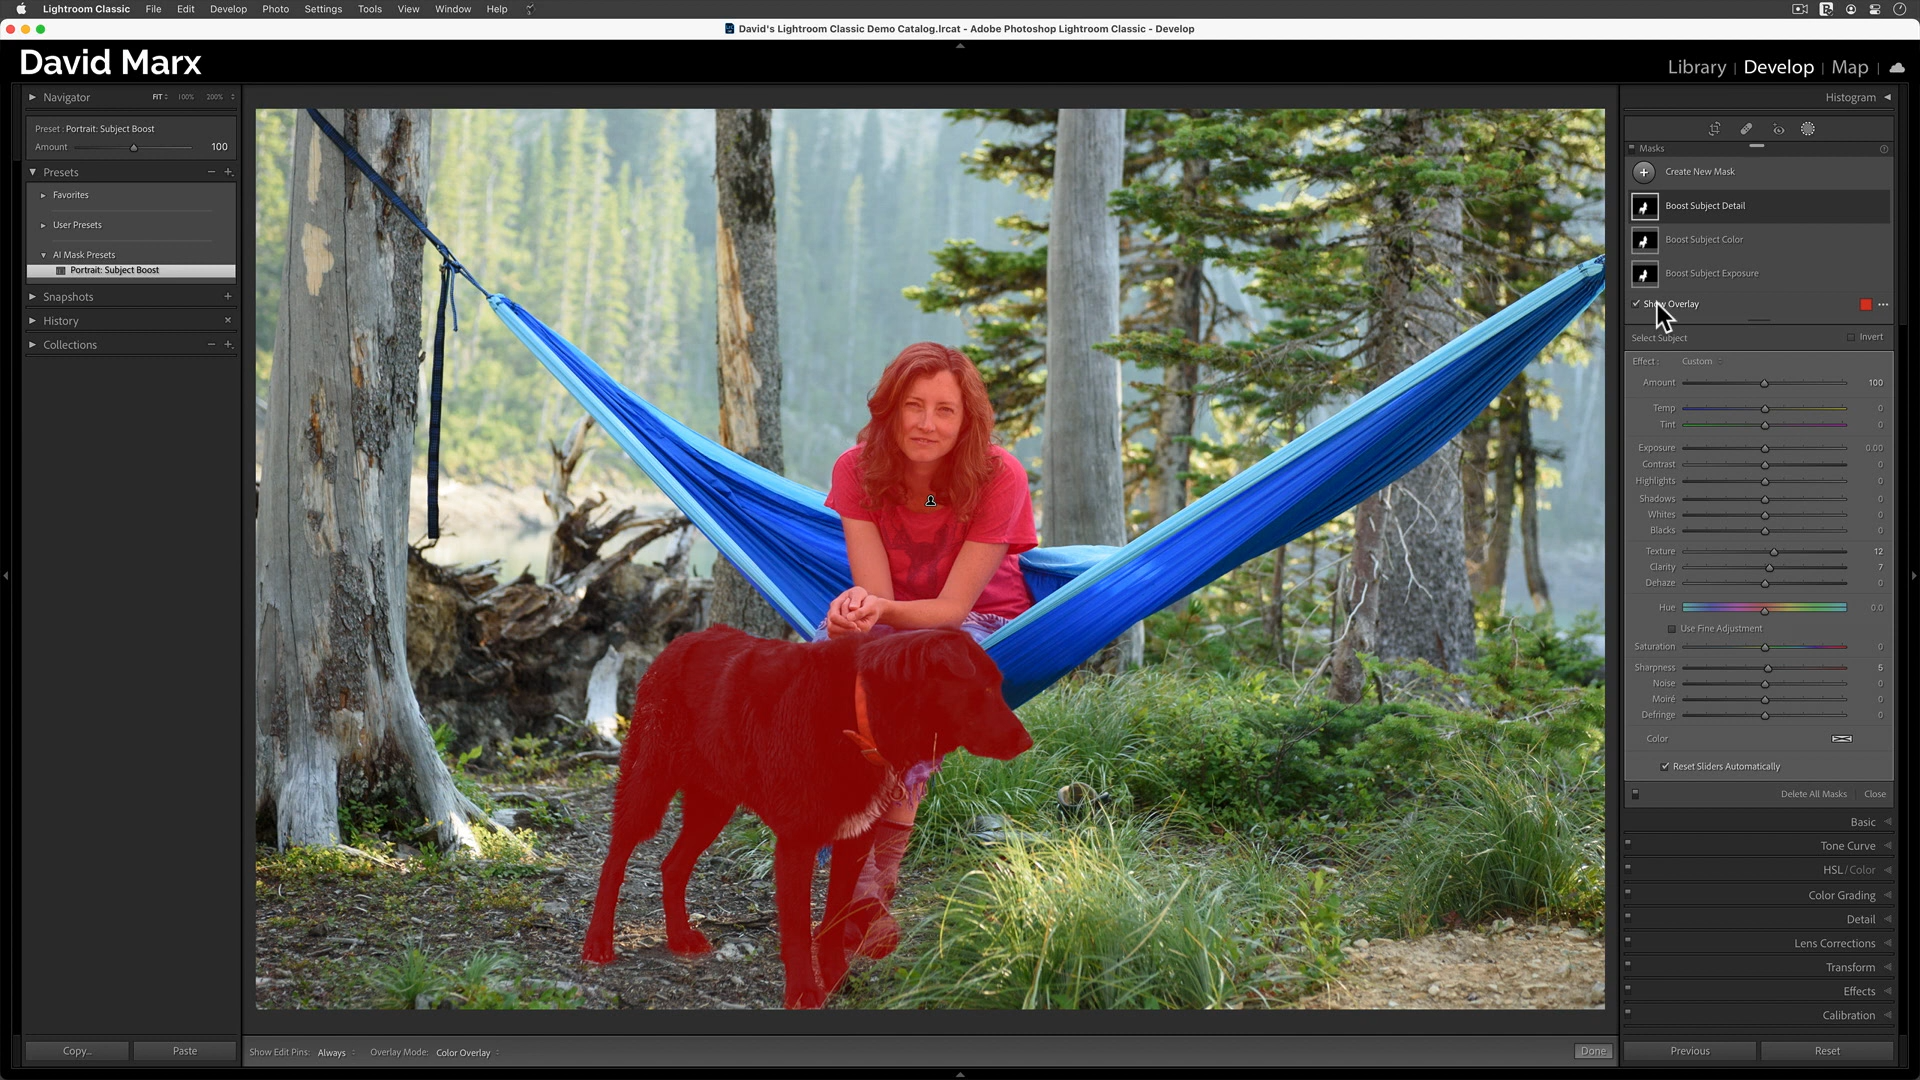 Lightroom Classic File Edit Develop Photo Settings Tools View Window Help
David's Lightroom Classic Demo Catalog.lrcat - Adobe Photoshop Lightroom Classic - Develop
David Marx
Library | Develop | Map |
Navigator FIT 100% 200%
Preset : Portrait: Subject Boost
Amount 100
Presets
Favorites
User Presets
AI Mask Presets
Portrait: Subject Boost
Snapshots
History
Collections
Copy... Paste
Show Edit Pins: Always Overlay Mode: Color Overlay Done
Histogram
Masks
Create New Mask
Boost Subject Detail
Boost Subject Color
Boost Subject Exposure
Show Overlay
Select Subject Invert
Effect : Custom
Amount 100
Temp 0
Tint 0
Exposure 0.00
Contrast 0
Highlights 0
Shadows 0
Whites 0
Blacks 0
Texture 12
Clarity 7
Dehaze 0
Hue 0.0
Use Fine Adjustment
Saturation 0
Sharpness 5
Noise 0
Moiré 0
Defringe 0
Color
Reset Sliders Automatically
Delete All Masks Close
Basic
Tone Curve
HSL / Color
Color Grading
Detail
Lens Corrections
Transform
Effects
Calibration
Previous Reset